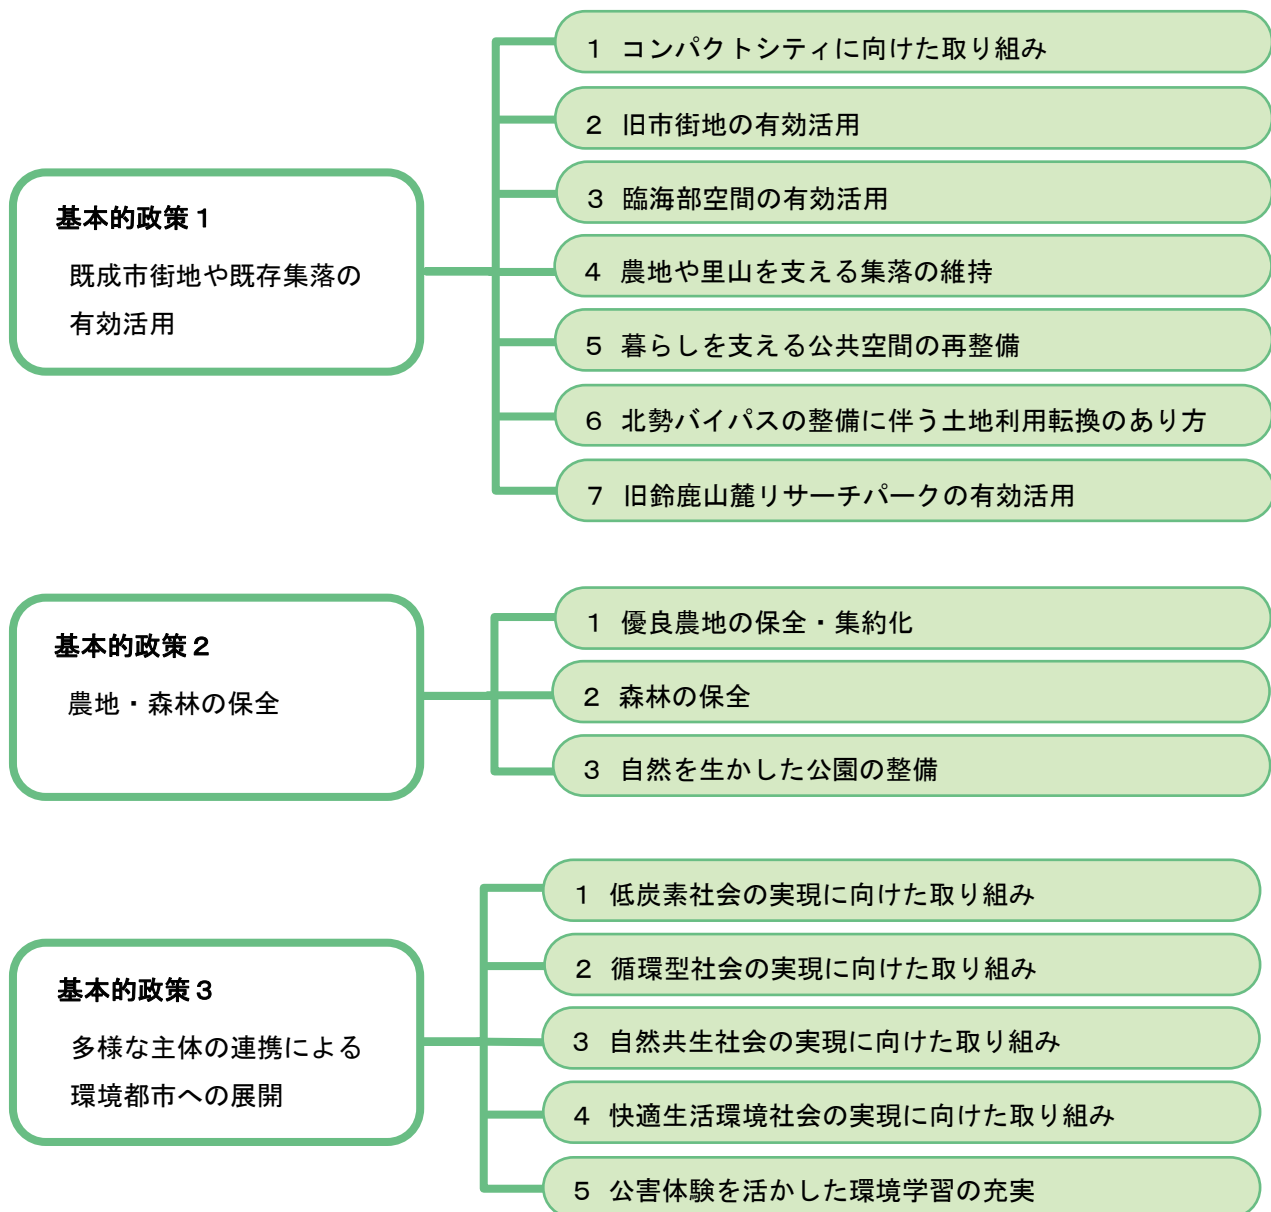 基本的政策１
既成市街地や既存集落の
有効活用
１ コンパクトシティに向けた取り組み
２ 旧市街地の有効活用
３ 臨海部空間の有効活用
４ 農地や里山を支える集落の維持
５ 暮らしを支える公共空間の再整備
６ 北勢バイパスの整備に伴う土地利用転換のあり方
７ 旧鈴鹿山麓リサーチパークの有効活用
基本的政策２
農地・森林の保全
１ 優良農地の保全・集約化
２ 森林の保全
３ 自然を生かした公園の整備
基本的政策３
多様な主体の連携による
環境都市への展開
１ 低炭素社会の実現に向けた取り組み
２ 循環型社会の実現に向けた取り組み
３ 自然共生社会の実現に向けた取り組み
４ 快適生活環境社会の実現に向けた取り組み
５ 公害体験を活かした環境学習の充実